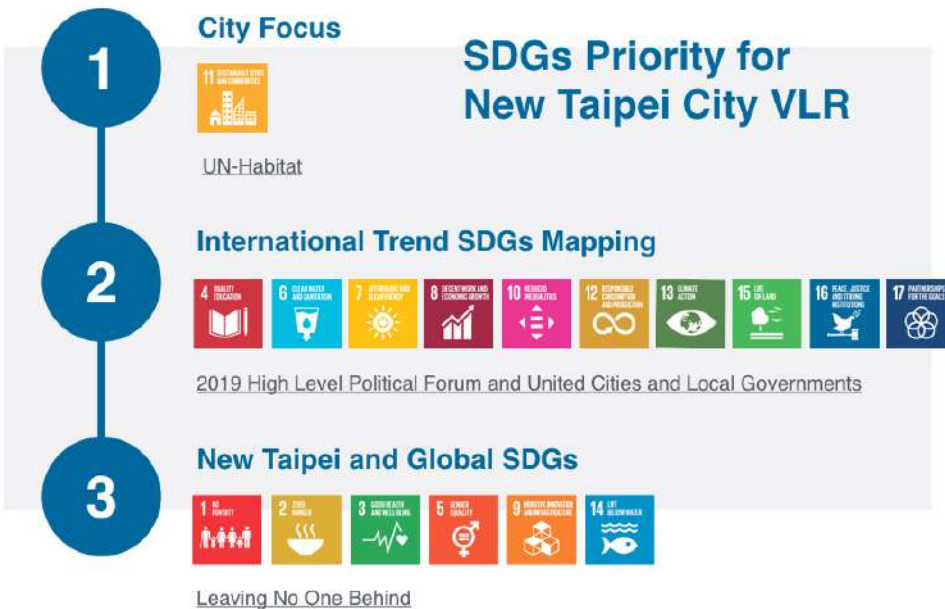 SDGs Priority for
New Taipei City VLR
1
City Focus
11 SUSTAINABLE CITIES
AND COMMUNITIES
UN-Habitat
2
International Trend SDGs Mapping
4 QUALITY
EDUCATION
6 CLEAN WATER
AND SANITATION
7 AFFORDABLE AND
CLEAN ENERGY
8 DECENT WORK AND
ECONOMIC GROWTH
10 REDUCED
INEQUALITIES
12 RESPONSIBLE
CONSUMPTION
AND PRODUCTION
13 CLIMATE
ACTION
15 LIFE
ON LAND
16 PEACE, JUSTICE
AND STRONG
INSTITUTIONS
17 PARTNERSHIPS
FOR THE GOALS
2019 High Level Political Forum and United Cities and Local Governments
3
New Taipei and Global SDGs
1 NO
POVERTY
2 ZERO
HUNGER
3 GOOD HEALTH
AND WELL-BEING
5 GENDER
EQUALITY
9 INDUSTRY, INNOVATION
AND INFRASTRUCTURE
14 LIFE
BELOW WATER
Leaving No One Behind